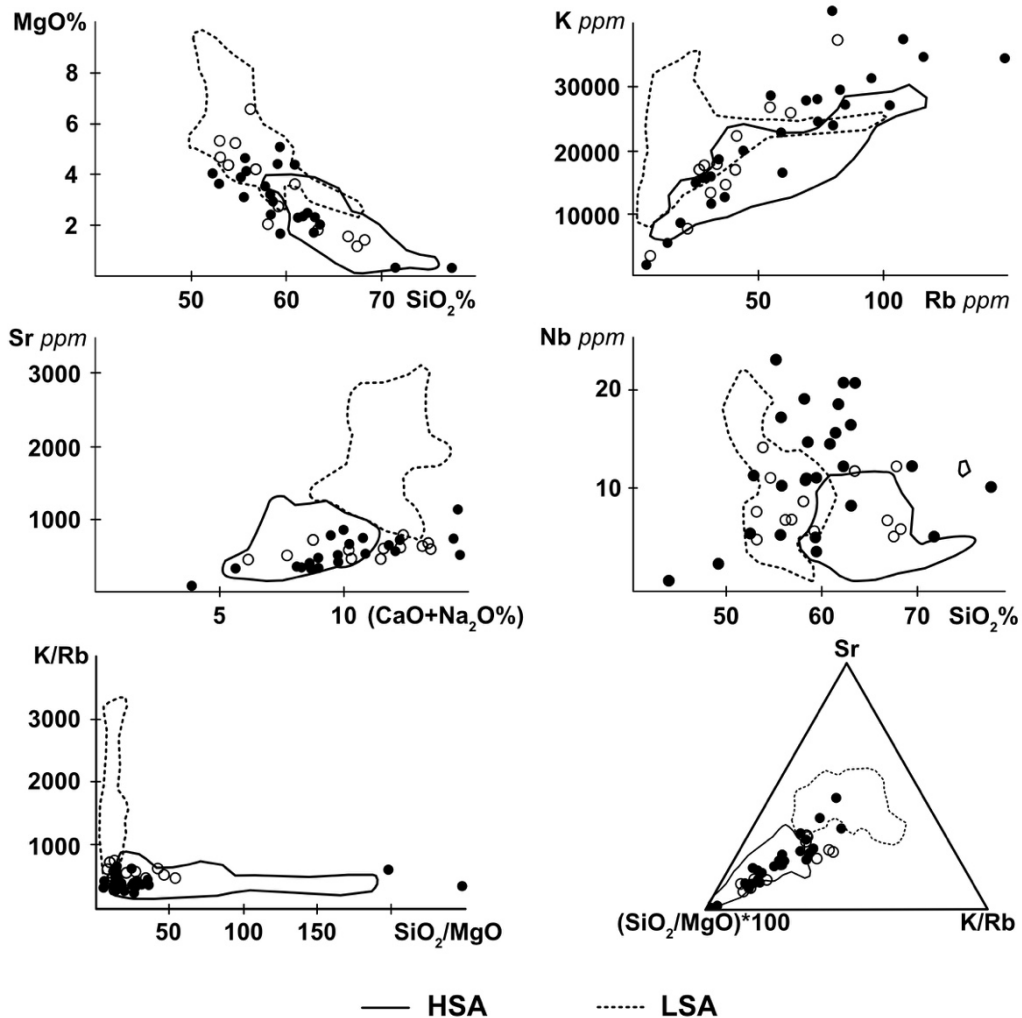 MgO%
8
6
4
2
50
60
70
SiO₂%
K ppm
30000
20000
10000
50
100
Rb ppm
Sr ppm
3000
2000
1000
5
10
(CaO+Na₂O%)
Nb ppm
20
10
50
60
70
SiO₂%
K/Rb
3000
2000
1000
50
100
150
SiO₂/MgO
Sr
(SiO₂/MgO)*100
K/Rb
HSA
LSA